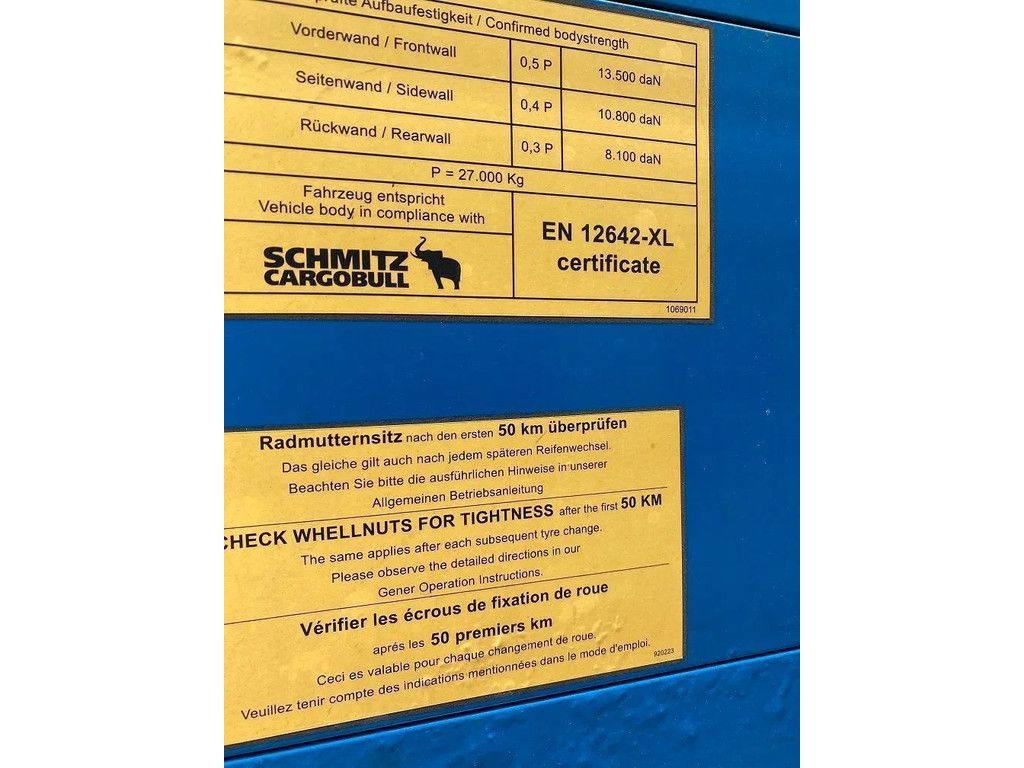 Aufbaufestigkeit / Confirmed bodystrength
Vorderwand / Frontwall 0,5 P 13.500 daN
Seitenwand / Sidewall 0,4 P 10.800 daN
Rückwand / Rearwall 0,3 P 8.100 daN
P = 27.000 Kg
Fahrzeug entspricht
Vehicle body in compliance with
EN 12642-XL
certificate
SCHMITZ
CARGOBULL
1069011
Radmutternsitz nach den ersten 50 km überprüfen
Das gleiche gilt auch nach jedem späteren Reifenwechsel.
Beachten Sie bitte die ausführlichen Hinweise in unserer
Allgemeinen Betriebsanleitung
CHECK WHELLNUTS FOR TIGHTNESS after the first 50 KM
The same applies after each subsequent tyre change.
Please observe the detailed directions in our
Gener Operation Instructions.
Vérifier les écrous de fixation de roue
aprés les 50 premiers km
Ceci es valable pour chaque changement de roue.
Veuillez tenir compte des indications mentionnées dans le mode d'emploi.
920223